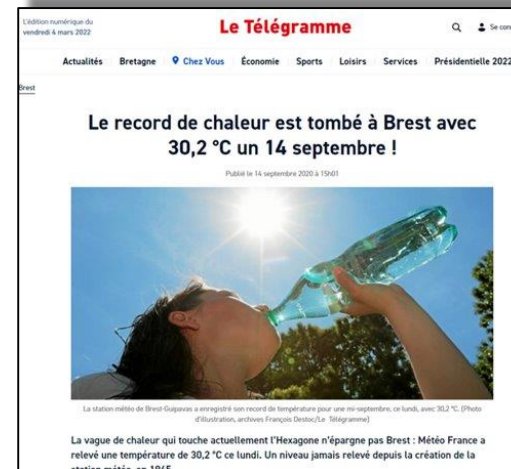 L'édition numérique du
vendredi 4 mars 2022
Le Télégramme
Se con
Actualités Bretagne Chez Vous Économie Sports Loisirs Services Présidentielle 2022
Brest
Le record de chaleur est tombé à Brest avec
30,2 °C un 14 septembre !
Publié le 14 septembre 2020 à 15h01
La station météo de Brest-Guipavas a enregistré son record de température pour une mi-septembre, ce lundi, avec 30,2 °C. (Photo
d'illustration, archives François Destoc/Le Télégramme)
La vague de chaleur qui touche actuellement l'Hexagone n'épargne pas Brest : Météo France a
relevé une température de 30,2 °C ce lundi. Un niveau jamais relevé depuis la création de la
station météo, en 1945.